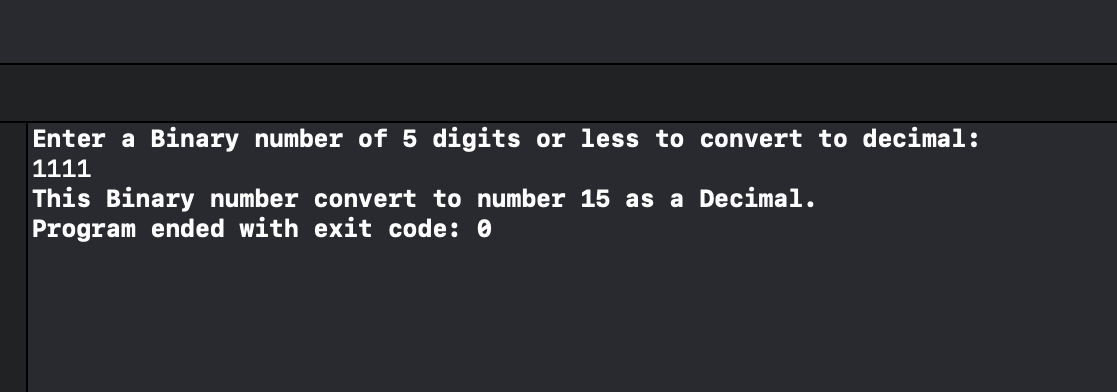 Enter a Binary number of 5 digits or less to convert to decimal:
1111
This Binary number convert to number 15 as a Decimal.
Program ended with exit code: 0